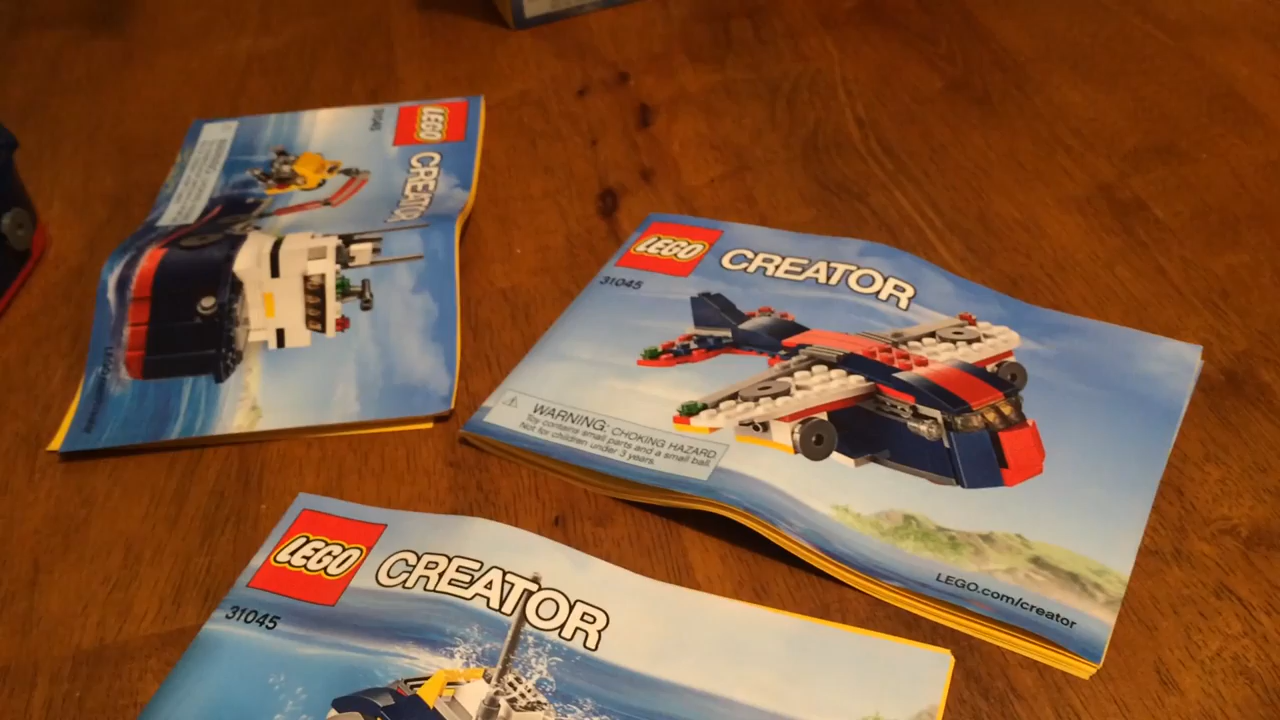 LEGO
CREATOR
31045
LEGO
CREATOR
31045
WARNING: CHOKING HAZARD
Toy contains small parts and a small ball.
Not for children under 3 years.
LEGO.com/creator
LEGO
CREATOR
31045